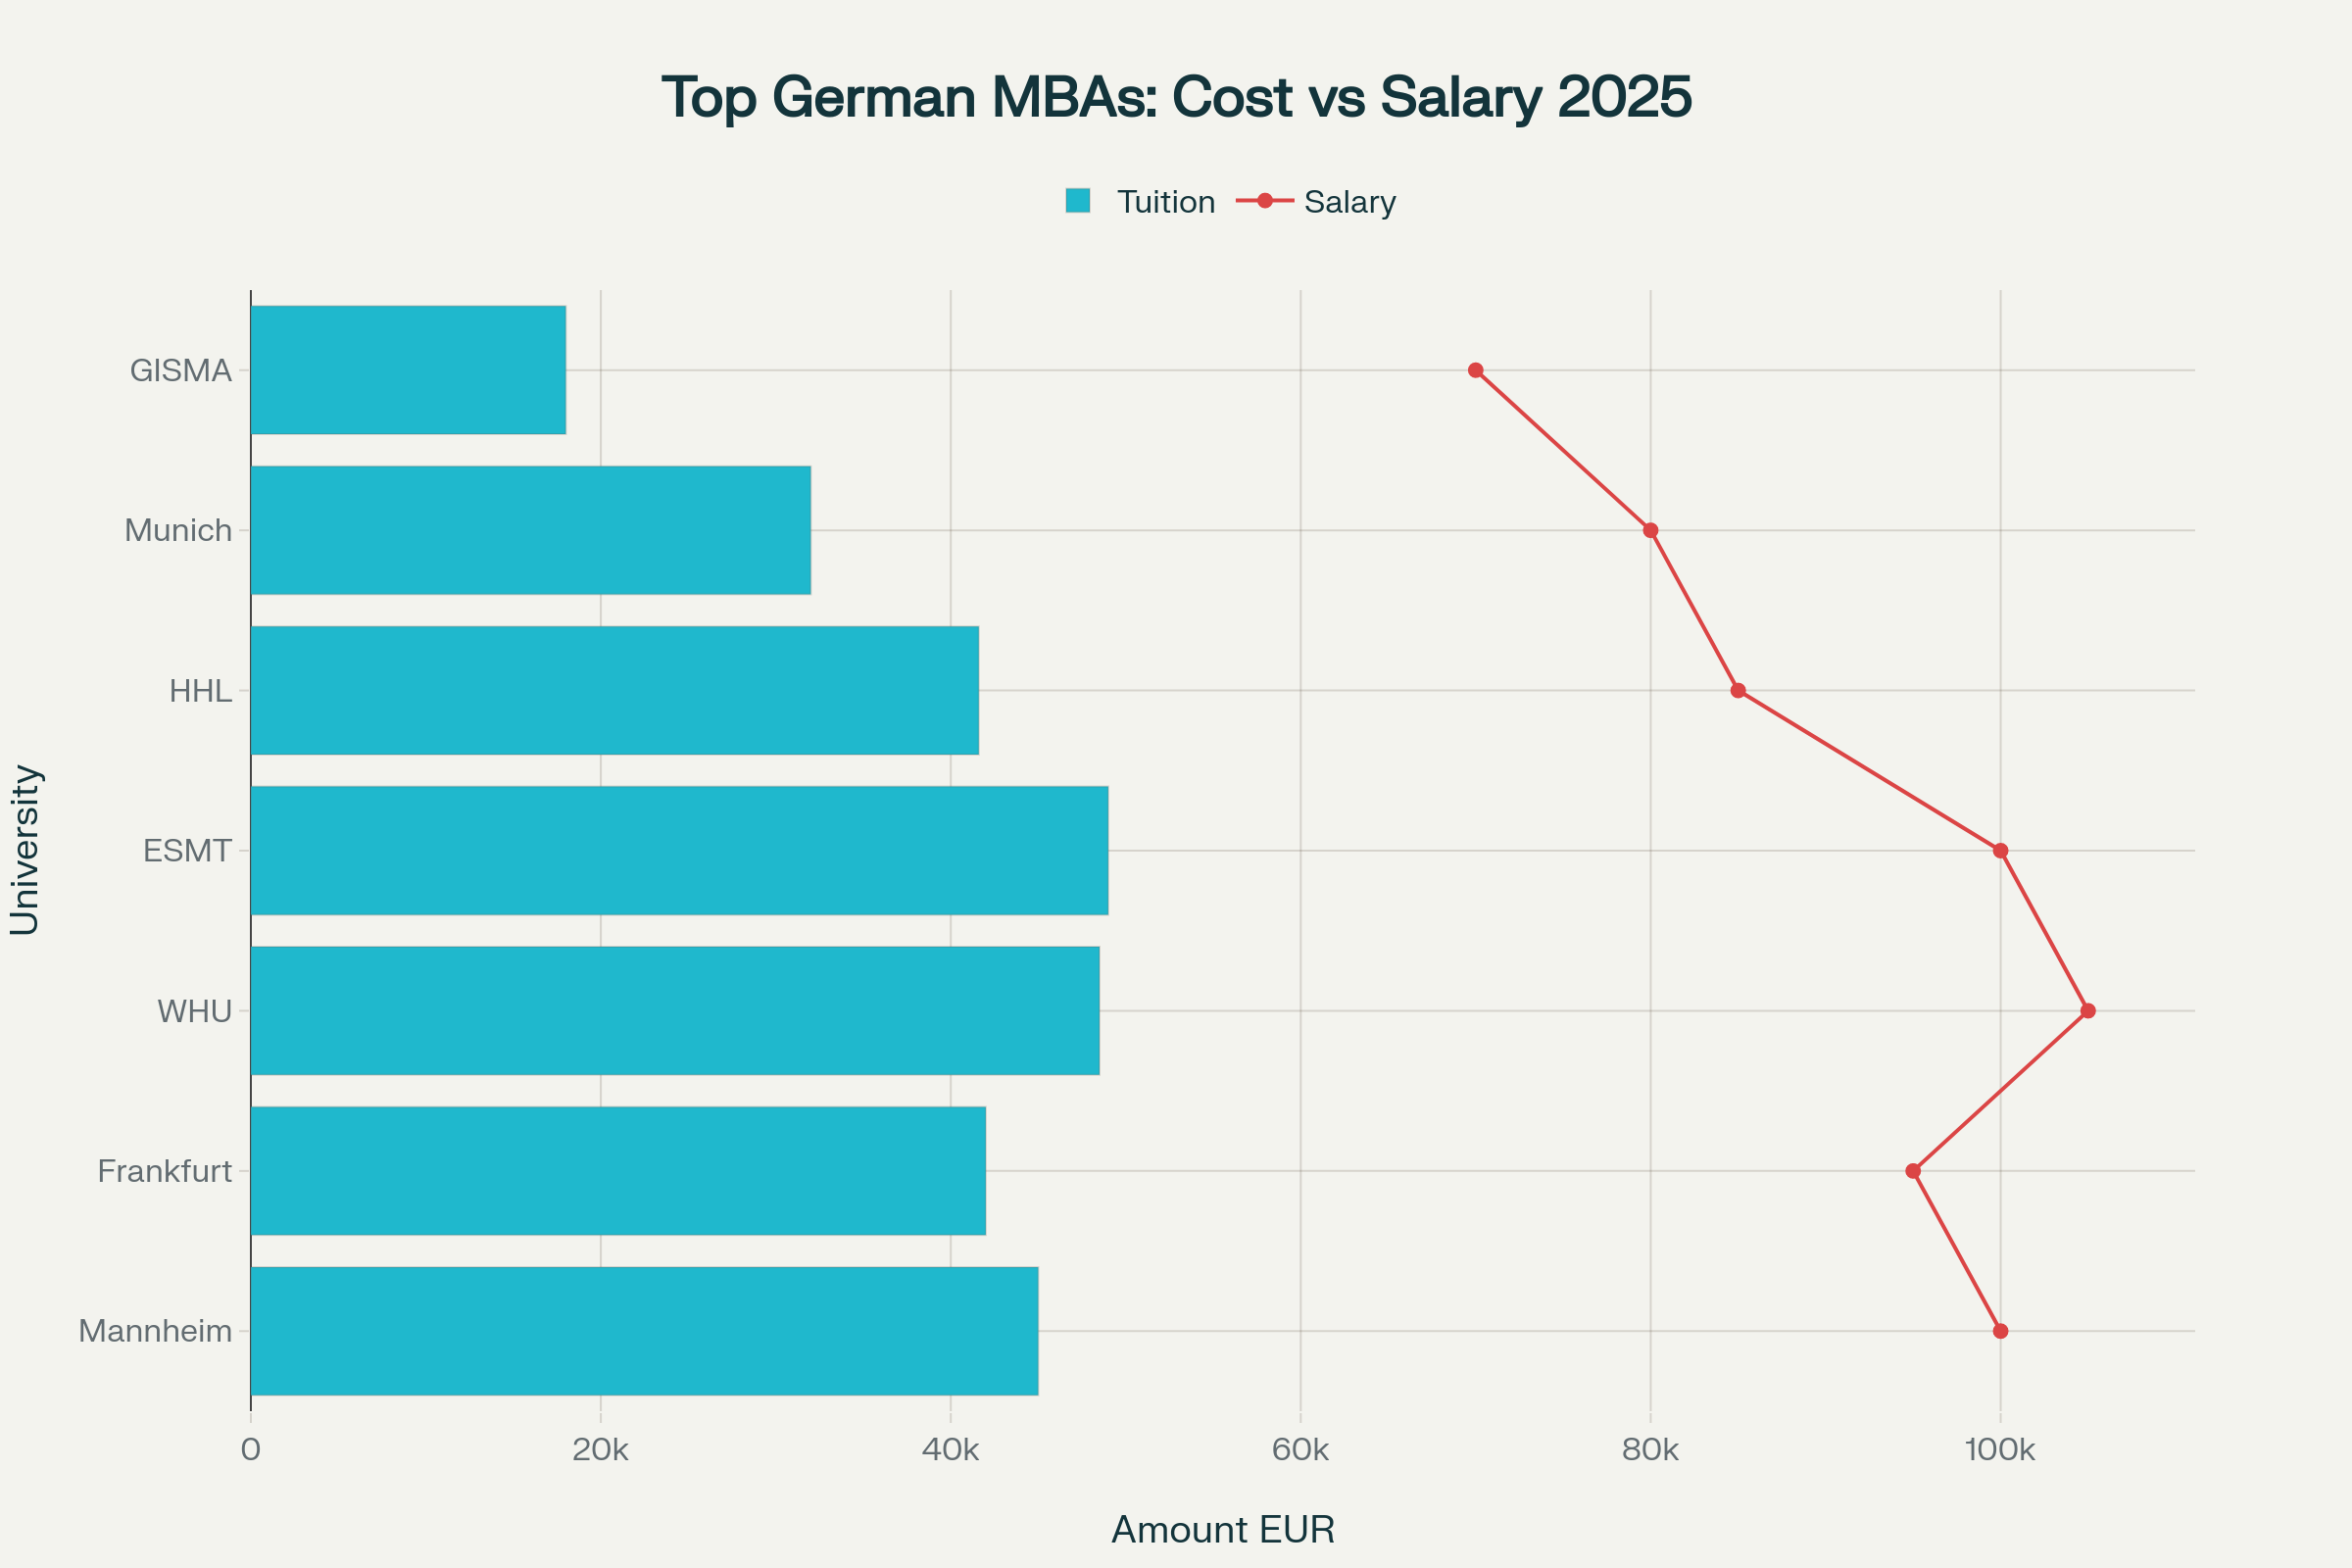 Top German MBAs: Cost vs Salary 2025
Tuition
Salary
University
GISMA
Munich
HHL
ESMT
WHU
Frankfurt
Mannheim
0 20k 40k 60k 80k 100k
Amount EUR